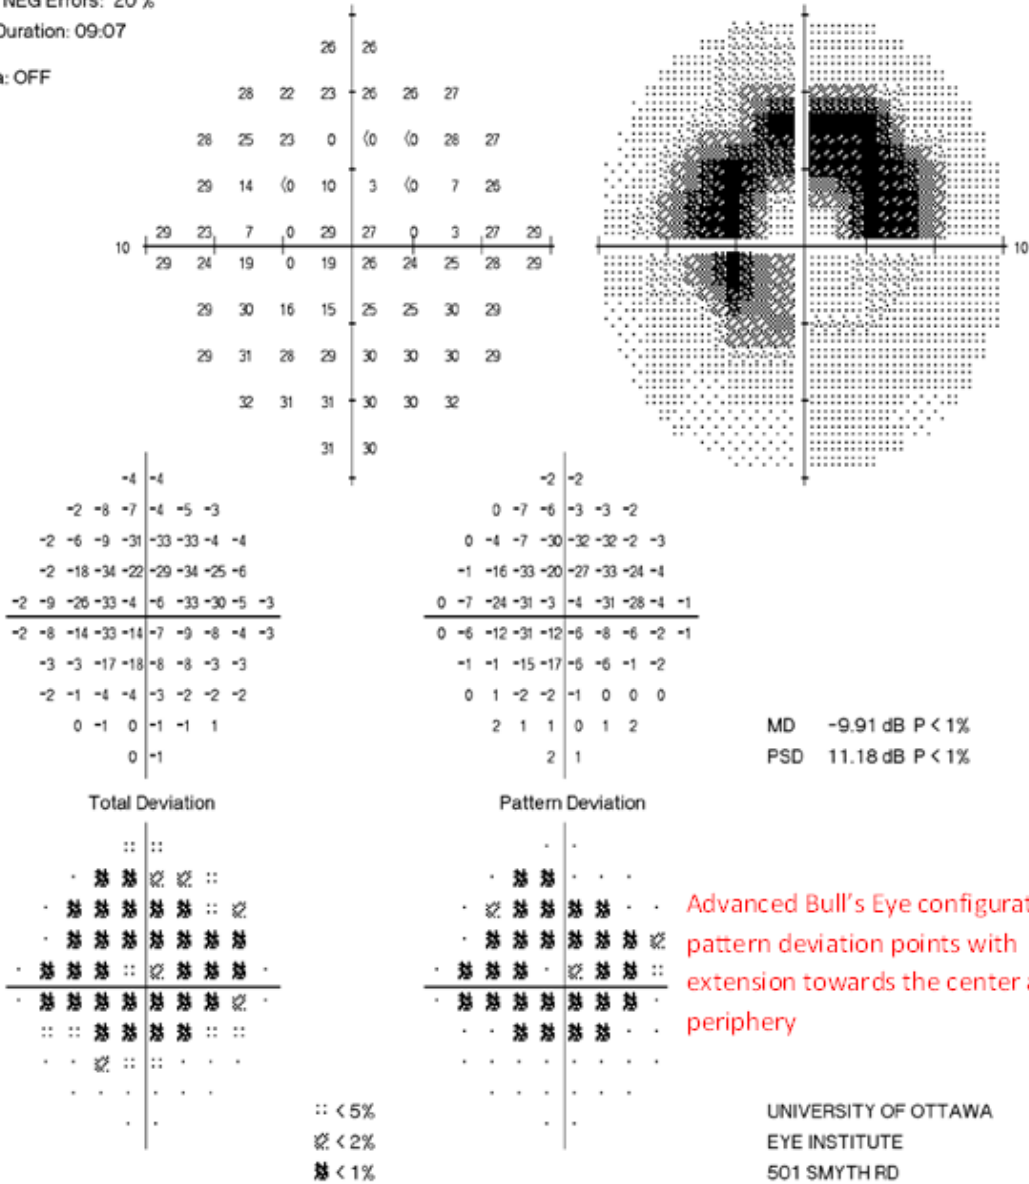 NEG Errors: 20 %
Duration: 09:07
a: OFF
26 26
28 22 23 26 26 27
28 25 23 0 <0 <0 28 27
29 14 <0 10 3 <0 7 26
29 23 7 0 29 27 0 3 27 29
10 10
29 24 19 0 19 26 24 25 28 29
29 30 16 15 25 25 30 29
29 31 28 29 30 30 30 29
32 31 31 30 30 32
31 30
-4 -4 -2 -2
-2 -8 -7 -4 -5 -3 0 -7 -6 -3 -3 -2
-2 -6 -9 -31 -33 -33 -4 -4 0 -4 -7 -30 -32 -32 -2 -3
-2 -18 -34 -22 -29 -34 -25 -6 -1 -16 -33 -20 -27 -33 -24 -4
-2 -9 -26 -33 -4 -6 -33 -30 -5 -3 0 -7 -24 -31 -3 -4 -31 -28 -4 -1
-2 -8 -14 -33 -14 -7 -9 -8 -4 -3 0 -6 -12 -31 -12 -6 -8 -6 -2 -1
-3 -3 -17 -18 -8 -8 -3 -3 -1 -1 -15 -17 -6 -6 -1 -2
-2 -1 -4 -4 -3 -2 -2 -2 0 1 -2 -2 -1 0 0 0
0 -1 0 -1 -1 1 2 1 1 0 1 2
0 -1 2 1
MD -9.91 dB P < 1%
PSD 11.18 dB P < 1%
Total Deviation
Pattern Deviation
Advanced Bull's Eye configurat
pattern deviation points with
extension towards the center a
periphery
< 5%
< 2%
< 1%
UNIVERSITY OF OTTAWA
EYE INSTITUTE
501 SMYTH RD